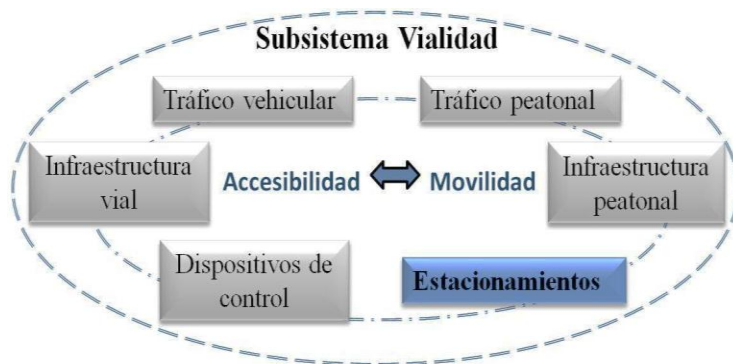 Subsistema Vialidad
Tráfico vehicular
Tráfico peatonal
Infraestructura
vial
Accesibilidad
Movilidad
Infraestructura
peatonal
Dispositivos de
control
Estacionamientos